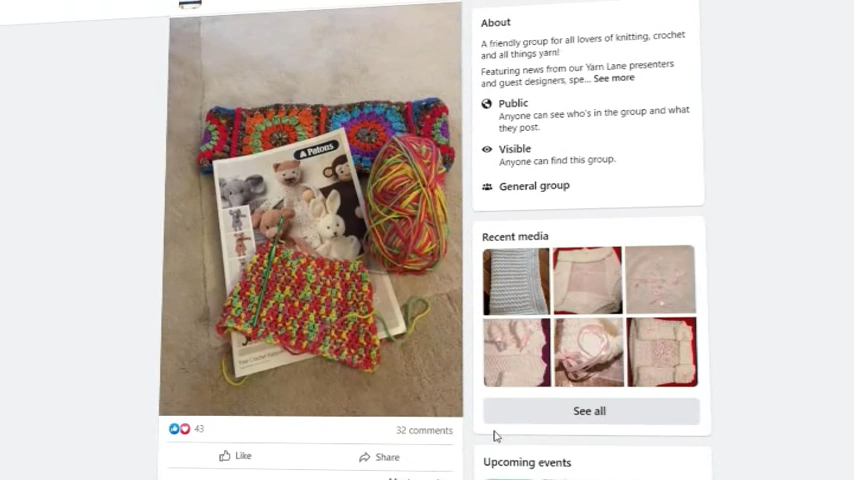 Patons
43
32 comments
Like
Share
About
A friendly group for all lovers of knitting, crochet
and all things yarn!
Featuring news from our Yarn Lane presenters
and guest designers, spe... See more
Public
Anyone can see who's in the group and what
they post.
Visible
Anyone can find this group.
General group
Recent media
See all
Upcoming events